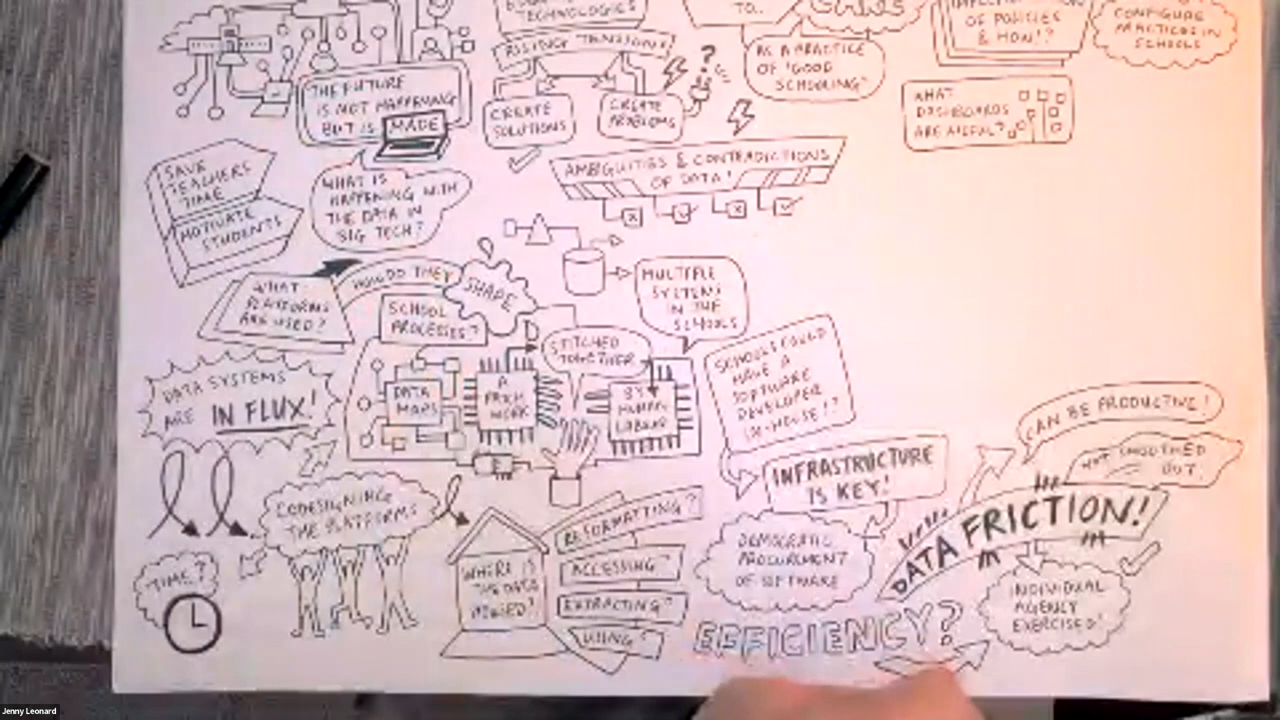 TECHNOLOGIES
TO..
CARE
OF POLICIES
& HOW!?
CONFIGURE
PRACTICES IN
SCHOOLS
RISING TENSIONS!
AS A PRACTICE
OF 'GOOD
SCHOOLING'
THE FUTURE
IS NOT HAPPENING
BUT IS MADE
CREATE
SOLUTIONS
CREATE
PROBLEMS
?
WHAT
DASHBOARDS
ARE USEFUL?
SAVE
TEACHERS
TIME
MOTIVATE
STUDENTS
WHAT IS
HAPPENING WITH
THE DATA IN
BIG TECH?
AMBIGUITIES & CONTRADICTIONS
OF DATA!
WHAT
PLATFORMS
ARE USED?
HOW DO THEY
SHAPE
SCHOOL
PROCESSES?
MULTIPLE
SYSTEMS
IN THE
SCHOOLS
STITCHED
TOGETHER
DATA
MAPS
A
PATCH
WORK
BY
HUMAN
LABOUR
SCHOOLS COULD
HAVE A
SOFTWARE
DEVELOPER
IN-HOUSE!?
DATA SYSTEMS
ARE IN FLUX!
CODESIGNING
THE PLATFORMS
TIME?
WHERE IS
THE DATA
REFORMATTING?
ACCESSING?
EXTRACTING?
USING?
INFRASTRUCTURE
IS KEY!
DEMOCRATIC
PROCUREMENT
OF SOFTWARE
EFFICIENCY?
DATA FRICTION!
CAN BE PRODUCTIVE!
NOT SMOOTHED
OUT.
INDIVIDUAL
AGENCY
EXERCISED!
Jenny Leonard